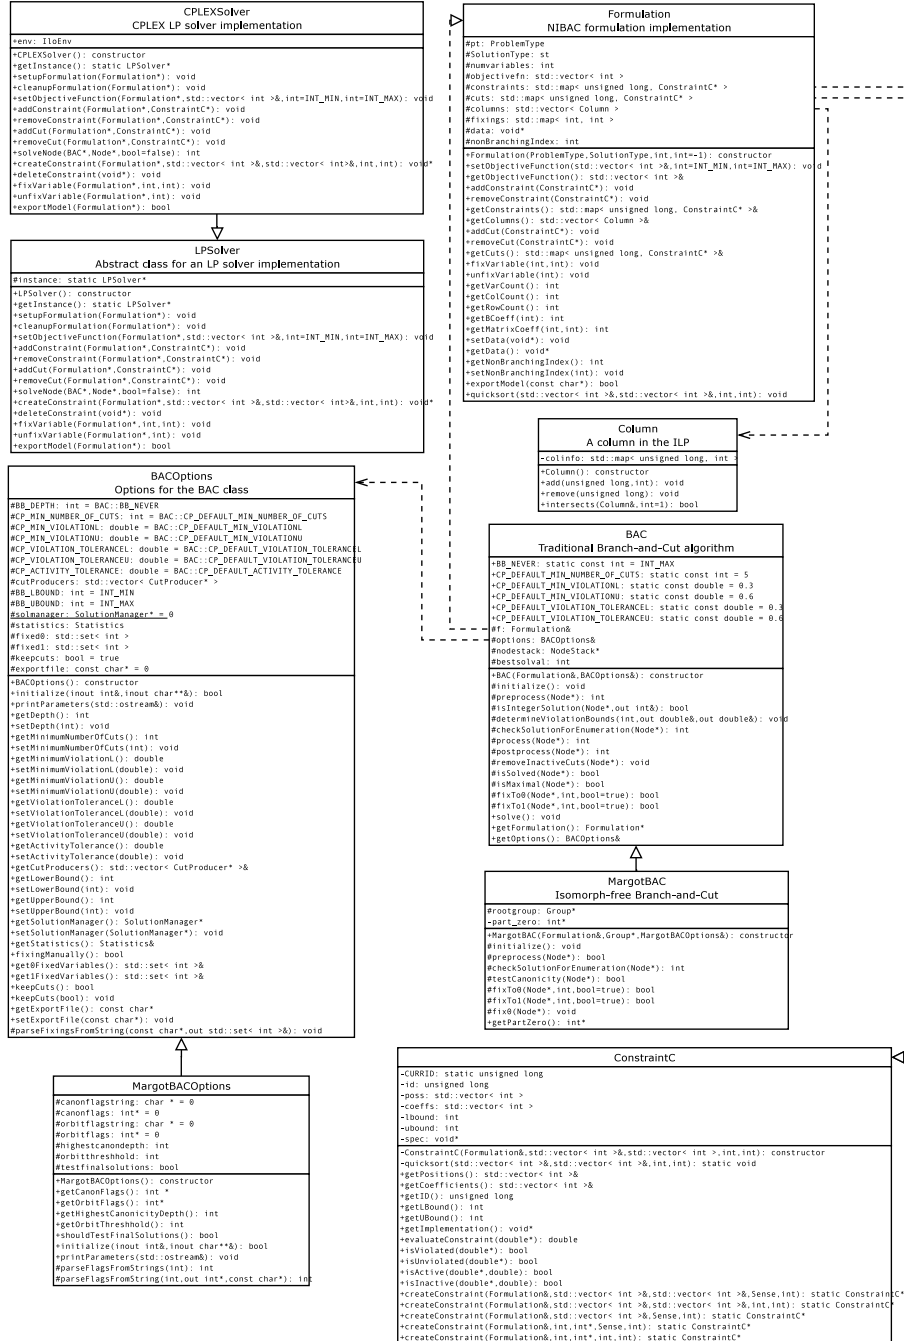 CPLEXSolver
CPLEX LP solver implementation
+env: IloEnv
+CPLEXSolver(): constructor
+getInstance(): static LPSolver*
+setupFormulation(Formulation*): void
+cleanupFormulation(Formulation*): void
+setObjectiveFunction(Formulation*,std::vector< int >&,int=INT_MIN,int=INT_MAX): void
+addConstraint(Formulation*,ConstraintC*): void
+removeConstraint(Formulation*,ConstraintC*): void
+addCut(Formulation*,ConstraintC*): void
+removeCut(Formulation*,ConstraintC*): void
+solveNode(BAC*,Node*,bool=false): int
+createConstraint(Formulation*,std::vector< int >&,std::vector< int>&,int,int): void*
+deleteConstraint(void*): void
+fixVariable(Formulation*,int,int): void
+unfixVariable(Formulation*,int): void
+exportModel(Formulation*): bool
LPSolver
Abstract class for an LP solver implementation
#instance: static LPSolver*
+LPSolver(): constructor
+getInstance(): static LPSolver*
+setupFormulation(Formulation*): void
+cleanupFormulation(Formulation*): void
+setObjectiveFunction(Formulation*,std::vector< int >&,int=INT_MIN,int=INT_MAX): void
+addConstraint(Formulation*,ConstraintC*): void
+removeConstraint(Formulation*,ConstraintC*): void
+addCut(Formulation*,ConstraintC*): void
+removeCut(Formulation*,ConstraintC*): void
+solveNode(BAC*,Node*,bool=false): int
+createConstraint(Formulation*,std::vector< int >&,std::vector< int>&,int,int): void*
+deleteConstraint(void*): void
+fixVariable(Formulation*,int,int): void
+unfixVariable(Formulation*,int): void
+exportModel(Formulation*): bool
Formulation
NIBAC formulation implementation
#pt: ProblemType
#SolutionType: st
#numvariables: int
#objectivefn: std::vector< int >
#constraints: std::map< unsigned long, ConstraintC* >
#cuts: std::map< unsigned long, ConstraintC* >
#columns: std::vector< Column >
#fixings: std::map< int, int >
#data: void*
#nonBranchingIndex: int
+Formulation(ProblemType,SolutionType,int,int=-1): constructor
+setObjectiveFunction(std::vector< int >&,int=INT_MIN,int=INT_MAX): void
+getObjectiveFunction(): std::vector< int >&
+addConstraint(ConstraintC*): void
+removeConstraint(ConstraintC*): void
+getConstraints(): std::map< unsigned long, ConstraintC* >&
+getColumns(): std::vector< Column >&
+addCut(ConstraintC*): void
+removeCut(ConstraintC*): void
+getCuts(): std::map< unsigned long, ConstraintC* >&
+fixVariable(int,int): void
+unfixVariable(int): void
+getVarCount(): int
+getColCount(): int
+getRowCount(): int
+getBCoeff(int): int
+getMatrixCoeff(int,int): int
+setData(void*): void
+getData(): void*
+getNonBranchingIndex(): int
+setNonBranchingIndex(int): void
+exportModel(const char*): bool
+quicksort(std::vector< int >&,std::vector< int >&,int,int): void
Column
A column in the ILP
-colinfo: std::map< unsigned long, int >
+Column(): constructor
+add(unsigned long,int): void
+remove(unsigned long): void
+intersects(Column&,int=1): bool
BACOptions
Options for the BAC class
#BB_DEPTH: int = BAC::BB_NEVER
#CP_MIN_NUMBER_OF_CUTS: int = BAC::CP_DEFAULT_MIN_NUMBER_OF_CUTS
#CP_MIN_VIOLATIONL: double = BAC::CP_DEFAULT_MIN_VIOLATIONL
#CP_MIN_VIOLATIONU: double = BAC::CP_DEFAULT_MIN_VIOLATIONU
#CP_VIOLATION_TOLERANCEL: double = BAC::CP_DEFAULT_VIOLATION_TOLERANCEL
#CP_VIOLATION_TOLERANCEU: double = BAC::CP_DEFAULT_VIOLATION_TOLERANCEU
#CP_ACTIVITY_TOLERANCE: double = BAC::CP_DEFAULT_ACTIVITY_TOLERANCE
#cutProducers: std::vector< CutProducer* >
#BB_LBOUND: int = INT_MIN
#BB_UBOUND: int = INT_MAX
#solmanager: SolutionManager* = 0
#statistics: Statistics
#fixed0: std::set< int >
#fixed1: std::set< int >
#keepcuts: bool = true
#exportfile: const char* = 0
+BACOptions(): constructor
+initialize(inout int&,inout char**&): bool
+printParameters(std::ostream&): void
+getDepth(): int
+setDepth(int): void
+getMinimumNumberOfCuts(): int
+setMinimumNumberOfCuts(int): void
+getMinimumViolationL(): double
+setMinimumViolationL(double): void
+getMinimumViolationU(): double
+setMinimumViolationU(double): void
+getViolationToleranceL(): double
+setViolationToleranceL(double): void
+getViolationToleranceU(): double
+setViolationToleranceU(double): void
+getActivityTolerance(): double
+setActivityTolerance(double): void
+getCutProducers(): std::vector< CutProducer* >&
+getLowerBound(): int
+setLowerBound(int): void
+getUpperBound(): int
+setUpperBound(int): void
+getSolutionManager(): SolutionManager*
+setSolutionManager(SolutionManager*): void
+getStatistics(): Statistics&
+fixingManually(): bool
+get0FixedVariables(): std::set< int >&
+get1FixedVariables(): std::set< int >&
+keepCuts(): bool
+keepCuts(bool): void
+getExportFile(): const char*
+setExportFile(const char*): void
#parseFixingsFromString(const char*,out std::set< int >&): void
BAC
Traditional Branch-and-Cut algorithm
+BB_NEVER: static const int = INT_MAX
+CP_DEFAULT_MIN_NUMBER_OF_CUTS: static const int = 5
+CP_DEFAULT_MIN_VIOLATIONL: static const double = 0.3
+CP_DEFAULT_MIN_VIOLATIONU: static const double = 0.6
+CP_DEFAULT_VIOLATION_TOLERANCEL: static const double = 0.3
+CP_DEFAULT_VIOLATION_TOLERANCEU: static const double = 0.6
#f: Formulation&
#options: BACOptions&
#nodestack: NodeStack*
#bestsolval: int
+BAC(Formulation&,BACOptions&): constructor
#initialize(): void
#preprocess(Node*): int
#isIntegerSolution(Node*,out int&): bool
#determineViolationBounds(int,out double&,out double&): void
#checkSolutionForEnumeration(Node*): int
#process(Node*): int
#postprocess(Node*): int
#removeInactiveCuts(Node*): void
#isSolved(Node*): bool
#isMaximal(Node*): bool
#fixTo0(Node*,int,bool=true): bool
#fixTo1(Node*,int,bool=true): bool
+solve(): void
+getFormulation(): Formulation*
+getOptions(): BACOptions&
MargotBAC
Isomorph-free Branch-and-Cut
#rootgroup: Group*
-part_zero: int*
+MargotBAC(Formulation&,Group*,MargotBACOptions&): constructor
#initialize(): void
#preprocess(Node*): bool
#checkSolutionForEnumeration(Node*): int
#testCanonicity(Node*): bool
#fixTo0(Node*,int,bool=true): bool
#fixTo1(Node*,int,bool=true): bool
#fix0(Node*): void
+getPartZero(): int*
MargotBACOptions
#canonflagstring: char * = 0
#canonflags: int* = 0
#orbitflagstring: char * = 0
#orbitflags: int* = 0
#highestcanondepth: int
#orbitthreshold: int
#testfinalsolutions: bool
+MargotBACOptions(): constructor
+getCanonFlags(): int *
+getOrbitFlags(): int*
+getHighestCanonicityDepth(): int
+getOrbitThreshold(): int
+shouldTestFinalSolutions(): bool
+initialize(inout int&,inout char**&): bool
+printParameters(std::ostream&): void
#parseFlagsFromStrings(int): int
#parseFlagsFromString(int,out int*,const char*): int
ConstraintC
-CURRID: static unsigned long
-id: unsigned long
-poss: std::vector< int >
-coeffs: std::vector< int >
-lbound: int
-ubound: int
-spec: void*
-ConstraintC(Formulation&,std::vector< int >&,std::vector< int >,int,int): constructor
-quicksort(std::vector< int >&,std::vector< int >&,int,int): static void
+getPositions(): std::vector< int >&
+getCoefficients(): std::vector< int >&
+getID(): unsigned long
+getLBound(): int
+getUBound(): int
+getImplementation(): void*
+evaluateConstraint(double*): double
+isViolated(double*): bool
+isUnviolated(double*): bool
+isActive(double*,double): bool
+isInactive(double*,double): bool
+createConstraint(Formulation&,std::vector< int >&,std::vector< int >&,Sense,int): static ConstraintC*
+createConstraint(Formulation&,std::vector< int >&,std::vector< int >&,int,int): static ConstraintC*
+createConstraint(Formulation&,std::vector< int >&,Sense,int): static ConstraintC*
+createConstraint(Formulation&,int,int*,Sense,int): static ConstraintC*
+createConstraint(Formulation&,int,int*,int,int): static ConstraintC*